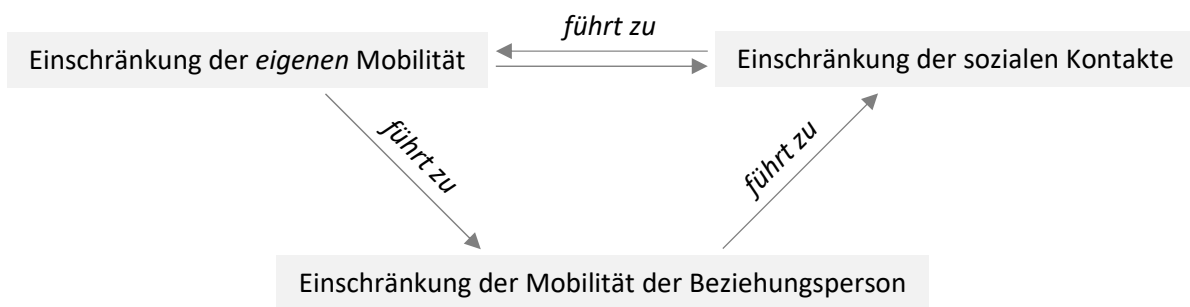 führt zu
Einschränkung der eigenen Mobilität
Einschränkung der sozialen Kontakte
führt zu
führt zu
Einschränkung der Mobilität der Beziehungsperson